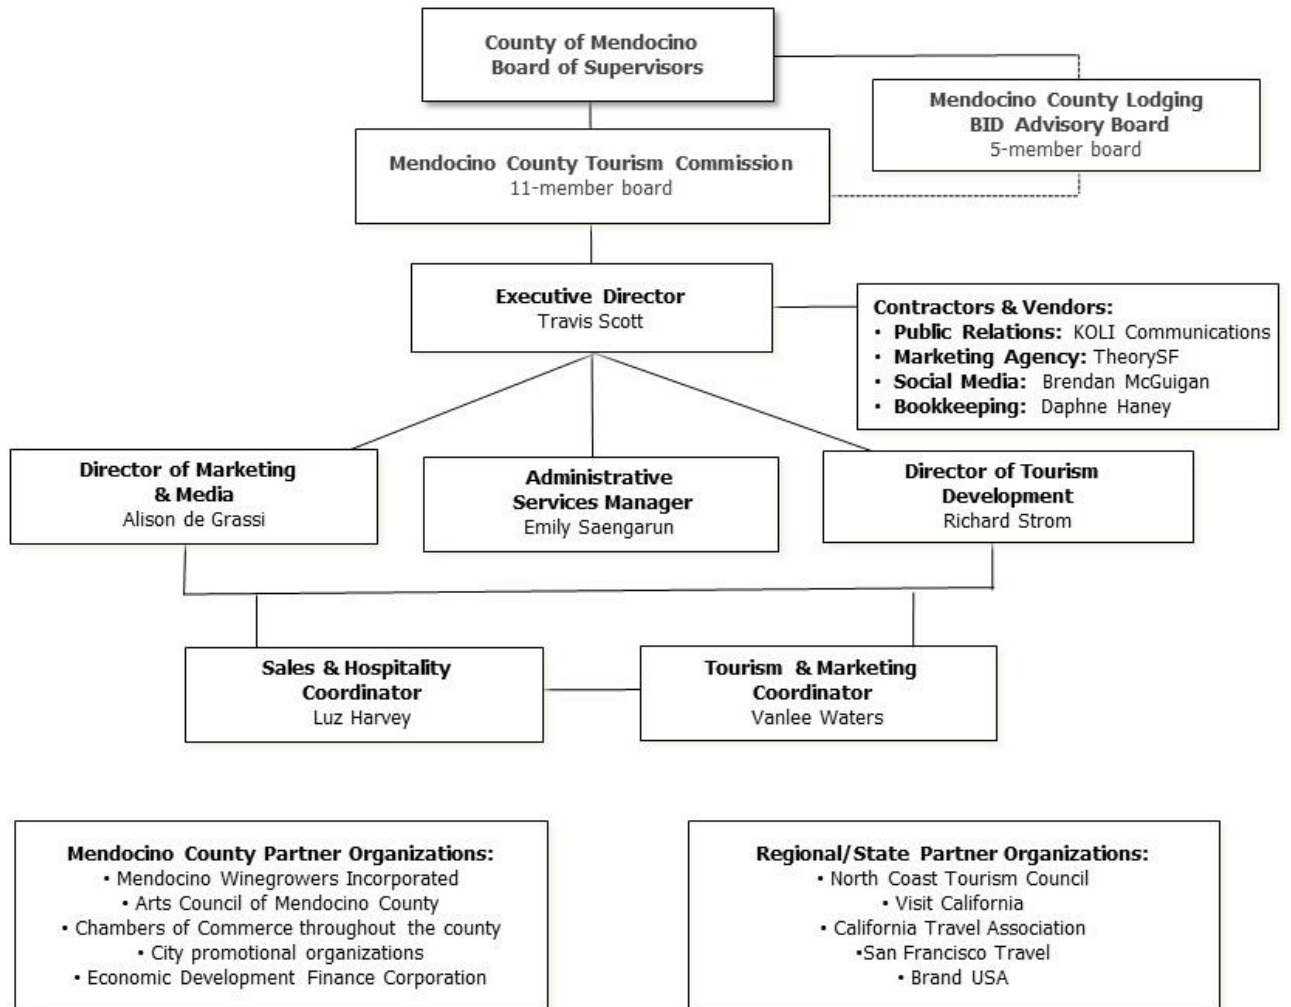 County of Mendocino
Board of Supervisors
Mendocino County Lodging
BID Advisory Board
5-member board
Mendocino County Tourism Commission
11-member board
Executive Director
Travis Scott
Contractors & Vendors:
• Public Relations: KOLI Communications
• Marketing Agency: TheorySF
• Social Media: Brendan McGuigan
• Bookkeeping: Daphne Haney
Director of Marketing
& Media
Alison de Grassi
Administrative
Services Manager
Emily Saengarun
Director of Tourism
Development
Richard Strom
Sales & Hospitality
Coordinator
Luz Harvey
Tourism & Marketing
Coordinator
Vanlee Waters
Mendocino County Partner Organizations:
• Mendocino Winegrowers Incorporated
• Arts Council of Mendocino County
• Chambers of Commerce throughout the county
• City promotional organizations
• Economic Development Finance Corporation
Regional/State Partner Organizations:
• North Coast Tourism Council
• Visit California
• California Travel Association
•San Francisco Travel
• Brand USA